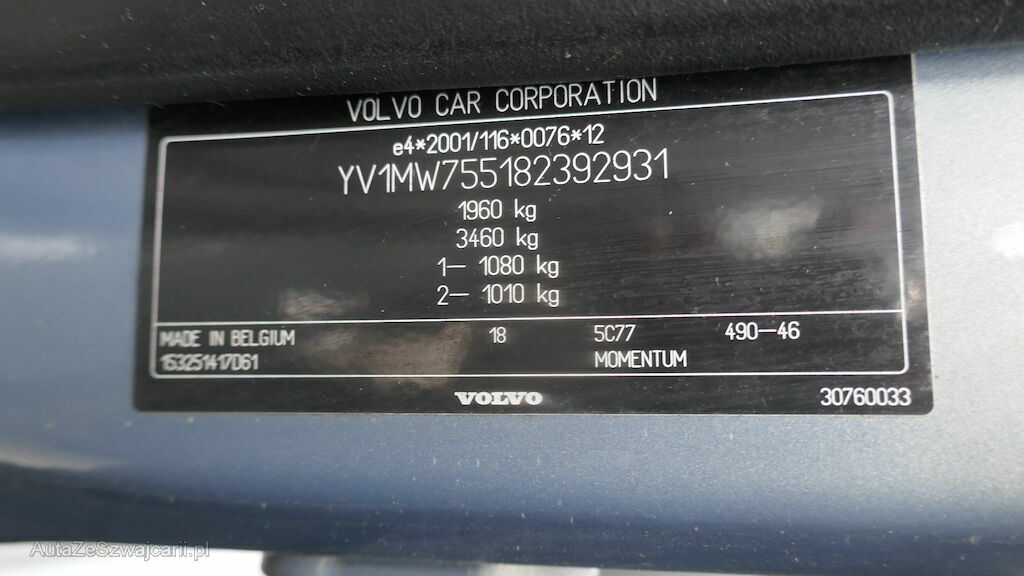 VOLVO CAR CORPORATION
e4*2001/116*0076*12
YV1MW755182392931
1960 kg
3460 kg
1– 1080 kg
2– 1010 kg
MADE IN BELGIUM 18 5C77 490–46
153251417D61 MOMENTUM
VOLVO 30760033
AutaZeSzwajcarii.pl